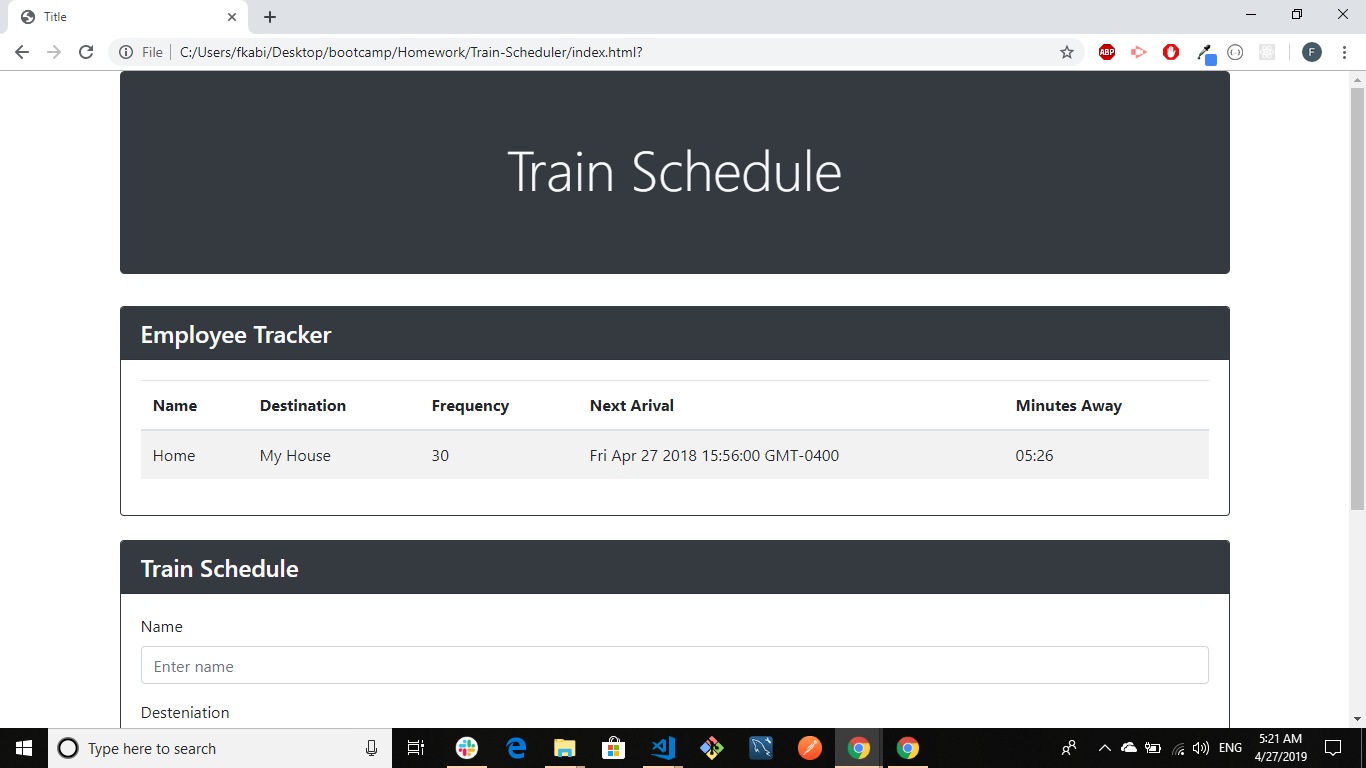 Title
File
C:/Users/fkabi/Desktop/bootcamp/Homework/Train-Scheduler/index.html?
ABP
F
Train Schedule
Employee Tracker
Name Destination Frequency Next Arival Minutes Away
Home My House 30 Fri Apr 27 2018 15:56:00 GMT-0400 05:26
Train Schedule
Name
Enter name
Desteniation
Type here to search
ENG
5:21 AM
4/27/2019